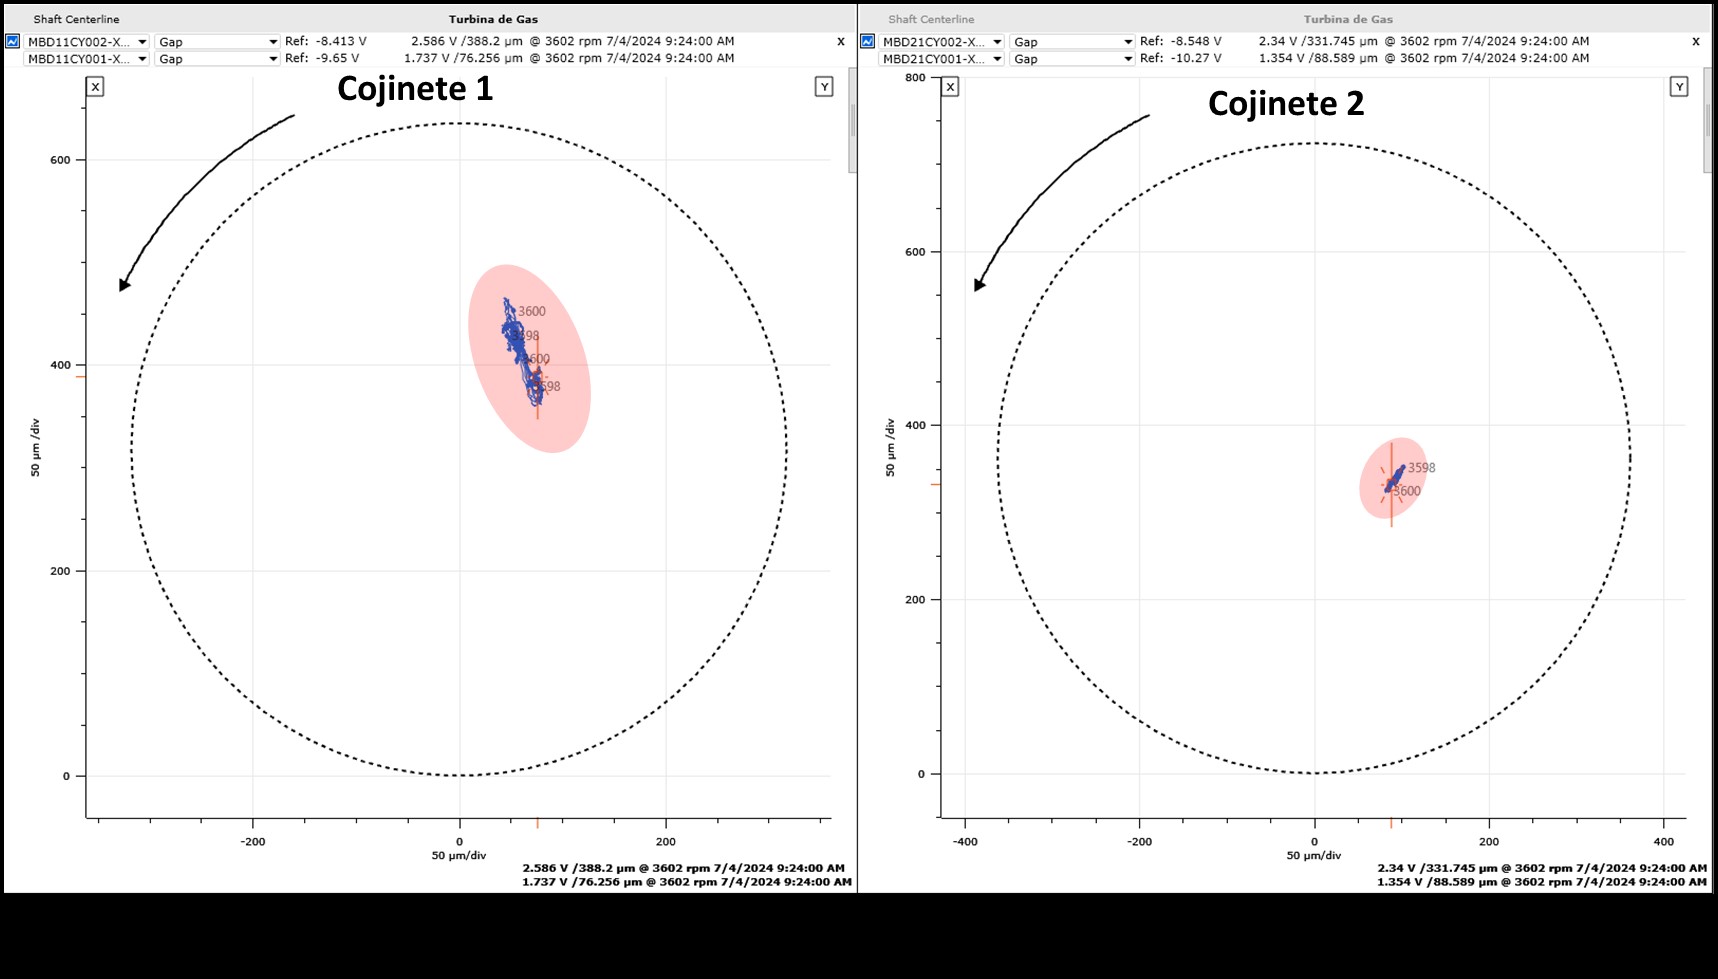 Shaft Centerline Turbina de Gas
MBD11CY002-X... Gap Ref: -8.413 V 2.586 V /388.2 µm @ 3602 rpm 7/4/2024 9:24:00 AM X
MBD11CY001-X... Gap Ref: -9.65 V 1.737 V /76.256 µm @ 3602 rpm 7/4/2024 9:24:00 AM
X Cojinete 1 Y
600
400
200
0
50 µm /div
3600
3598
3600
3598
-200 0 200
50 µm/div
2.586 V /388.2 µm @ 3602 rpm 7/4/2024 9:24:00 AM
1.737 V /76.256 µm @ 3602 rpm 7/4/2024 9:24:00 AM
Shaft Centerline Turbina de Gas
MBD21CY002-X... Gap Ref: -8.548 V 2.34 V /331.745 µm @ 3602 rpm 7/4/2024 9:24:00 AM X
MBD21CY001-X... Gap Ref: -10.27 V 1.354 V /88.589 µm @ 3602 rpm 7/4/2024 9:24:00 AM
X Cojinete 2 Y
800
600
400
200
0
50 µm /div
3598
3600
-400 -200 0 200 400
50 µm/div
2.34 V /331.745 µm @ 3602 rpm 7/4/2024 9:24:00 AM
1.354 V /88.589 µm @ 3602 rpm 7/4/2024 9:24:00 AM